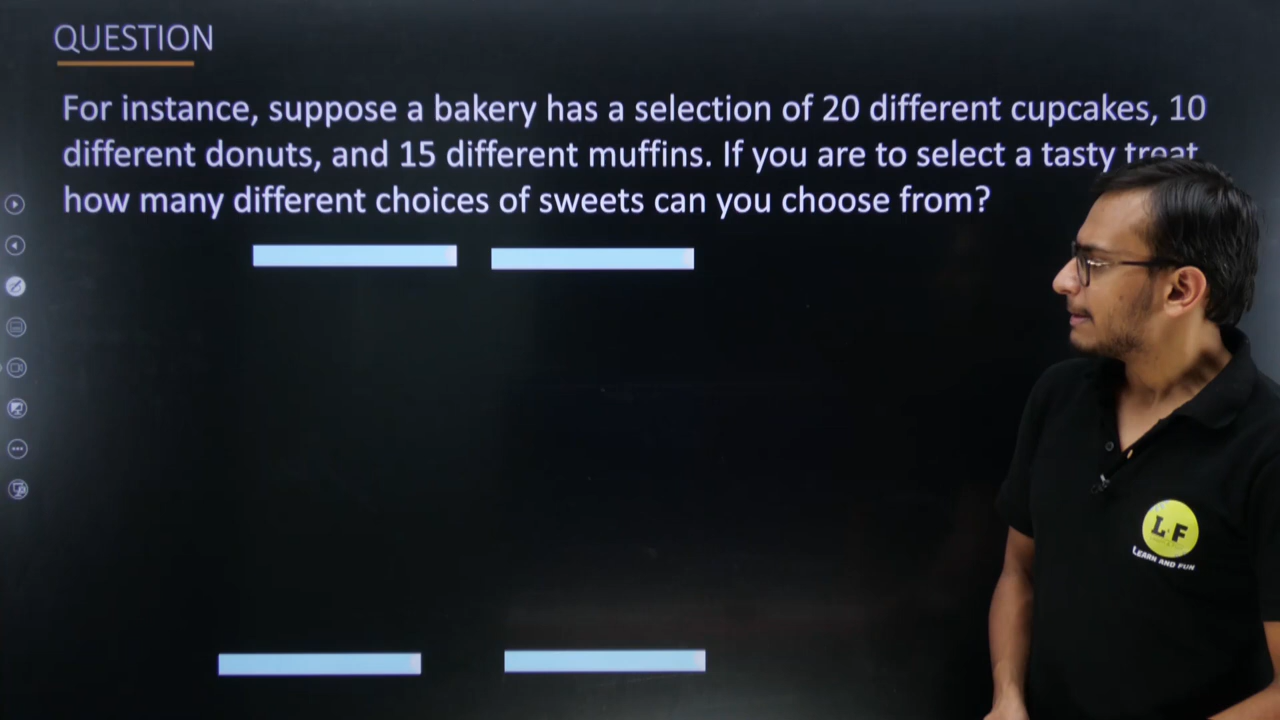 QUESTION
For instance, suppose a bakery has a selection of 20 different cupcakes, 10
different donuts, and 15 different muffins. If you are to select a tasty treat
how many different choices of sweets can you choose from?
L&F
LEARN AND FUN